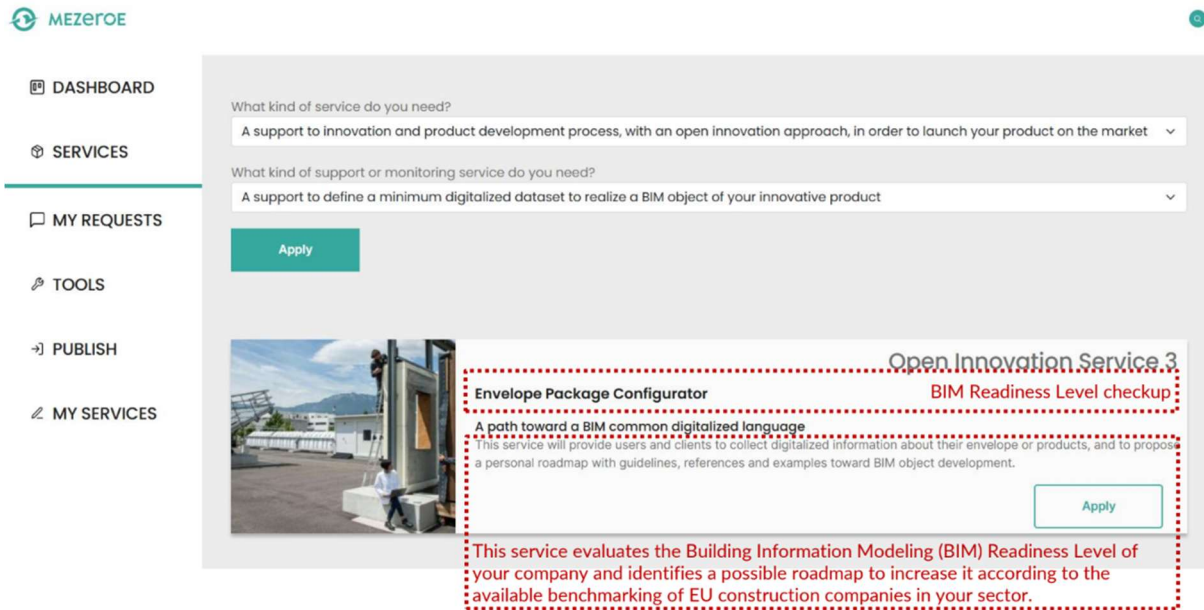 MEZeroE
DASHBOARD
SERVICES
MY REQUESTS
TOOLS
PUBLISH
MY SERVICES
What kind of service do you need?
A support to innovation and product development process, with an open innovation approach, in order to launch your product on the market
What kind of support or monitoring service do you need?
A support to define a minimum digitalized dataset to realize a BIM object of your innovative product
Apply
Open Innovation Service 3
Envelope Package Configurator
BIM Readiness Level checkup
A path toward a BIM common digitalized language
This service will provide users and clients to collect digitalized information about their envelope or products, and to propose
a personal roadmap with guidelines, references and examples toward BIM object development.
Apply
This service evaluates the Building Information Modeling (BIM) Readiness Level of
your company and identifies a possible roadmap to increase it according to the
available benchmarking of EU construction companies in your sector.